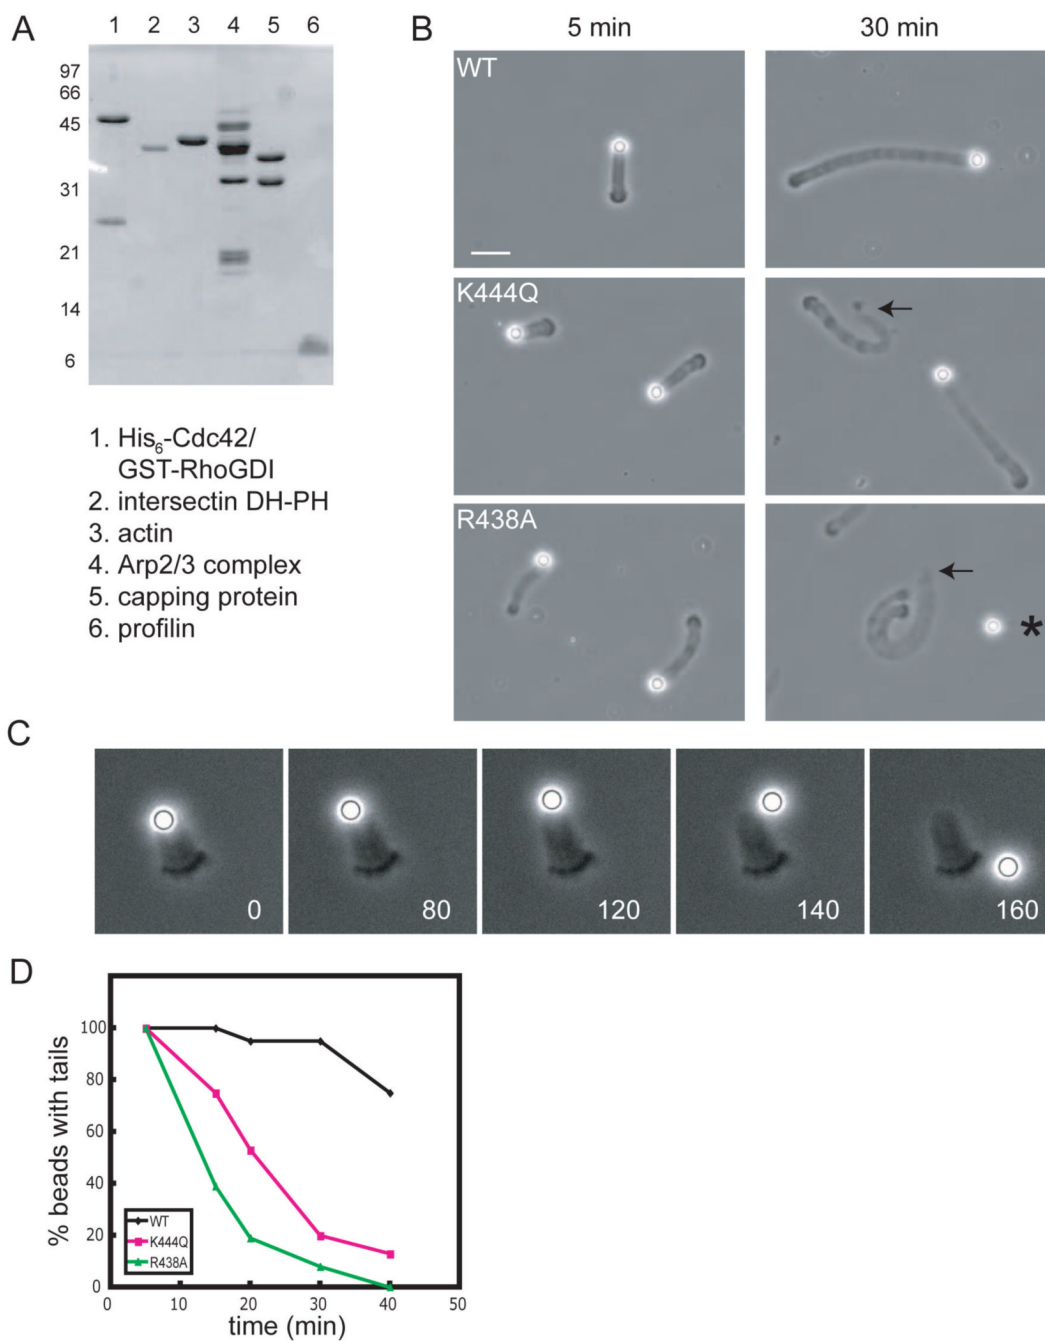 A
1 2 3 4 5 6
97
66
45
31
21
14
6
1. His₆-Cdc42/
GST-RhoGDI
2. intersectin DH-PH
3. actin
4. Arp2/3 complex
5. capping protein
6. profilin
B
5 min 30 min
WT
K444Q
R438A
*
C
0 80 120 140 160
D
% beads with tails
100
80
60
40
20
0
WT
K444Q
R438A
0 10 20 30 40 50
time (min)